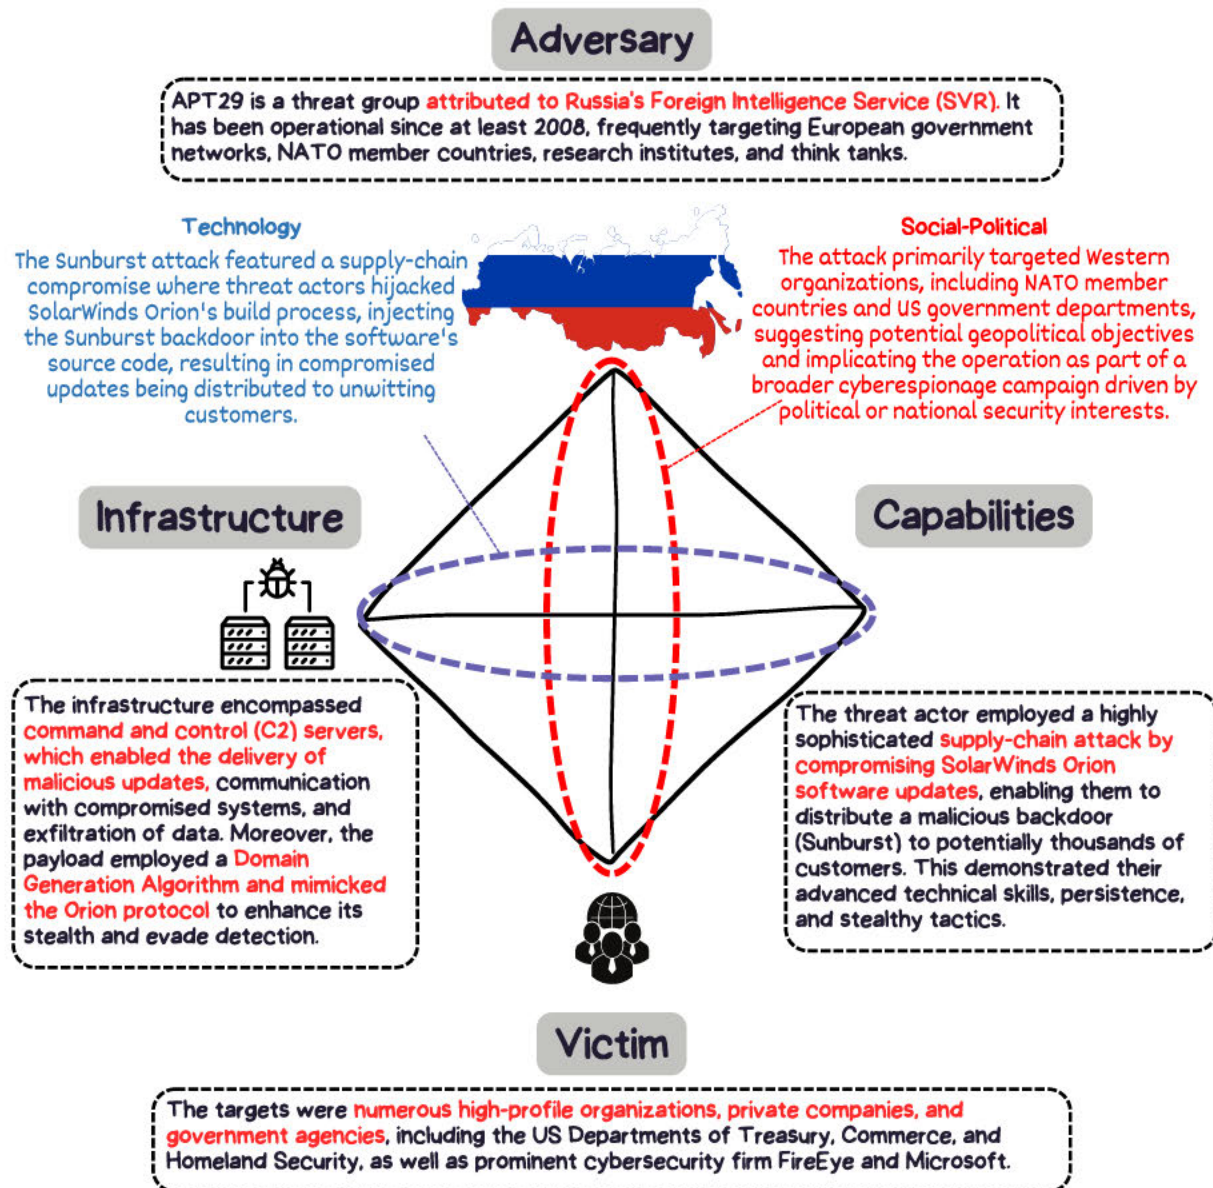 Adversary
APT29 is a threat group attributed to Russia's Foreign Intelligence Service (SVR). It
has been operational since at least 2008, frequently targeting European government
networks, NATO member countries, research institutes, and think tanks.
Technology
The Sunburst attack featured a supply-chain
compromise where threat actors hijacked
SolarWinds Orion's build process, injecting
the Sunburst backdoor into the software's
source code, resulting in compromised
updates being distributed to unwitting
customers.
Social-Political
The attack primarily targeted Western
organizations, including NATO member
countries and US government departments,
suggesting potential geopolitical objectives
and implicating the operation as part of a
broader cyberespionage campaign driven by
political or national security interests.
Infrastructure
Capabilities
The infrastructure encompassed
command and control (C2) servers,
which enabled the delivery of
malicious updates, communication
with compromised systems, and
exfiltration of data. Moreover, the
payload employed a Domain
Generation Algorithm and mimicked
the Orion protocol to enhance its
stealth and evade detection.
The threat actor employed a highly
sophisticated supply-chain attack by
compromising SolarWinds Orion
software updates, enabling them to
distribute a malicious backdoor
(Sunburst) to potentially thousands of
customers. This demonstrated their
advanced technical skills, persistence,
and stealthy tactics.
Victim
The targets were numerous high-profile organizations, private companies, and
government agencies, including the US Departments of Treasury, Commerce, and
Homeland Security, as well as prominent cybersecurity firm FireEye and Microsoft.